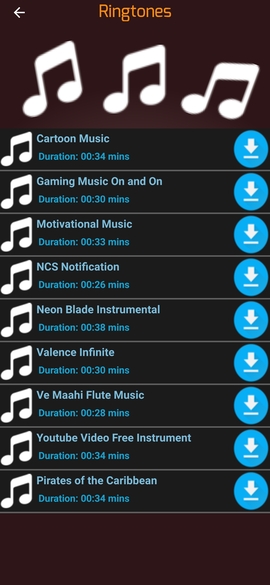 Ringtones
Cartoon Music
Duration: 00:34 mins
Gaming Music On and On
Duration: 00:30 mins
Motivational Music
Duration: 00:33 mins
NCS Notification
Duration: 00:26 mins
Neon Blade Instrumental
Duration: 00:38 mins
Valence Infinite
Duration: 00:30 mins
Ve Maahi Flute Music
Duration: 00:28 mins
Youtube Video Free Instrument
Duration: 00:34 mins
Pirates of the Caribbean
Duration: 00:34 mins